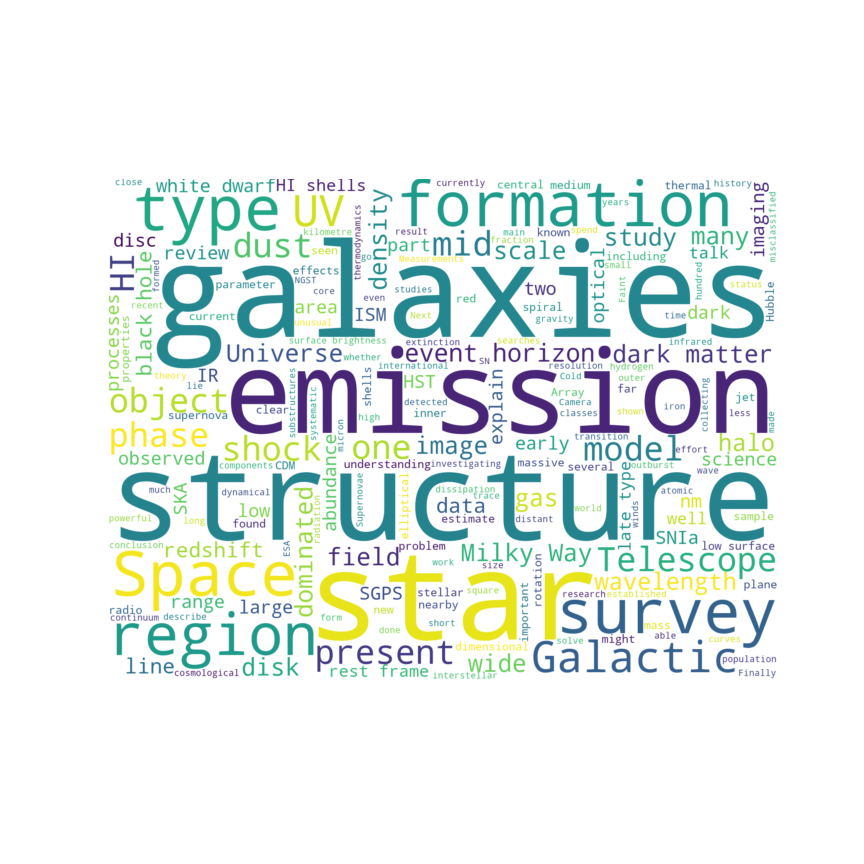 close white dwarf HI shells currently central medium thermal history
type UV density formation years imaging misclassified
kilometre result main known spend
disc dust thermodynamics part mid fraction scale study many
HI review seen Measurements including talk
processes recent formed black hole parameter effects NGST go studies even small optical Faint hundred status Hubble
galaxies
properties current unusual area core ISM red Next two spiral gravity dark time
surface brightness extinction SN searches infrared
theory Universe whether international event horizon resolution hydrogen dark matter
lie IR HST Cold outer jet
object supernova clear substructures systematic shells detected inner explain Array Camera classes far shown iron collecting less made
emission
phase micron high
shock one image early transition model effort halo
observed components CDM abundance understanding investigating massive several outburst wave science
structure
much dynamical radiation Supernovae elliptical dissipation trace world atomic
SKA low dominated data gas late type nm sample
powerful long found estimate distant winds well
conclusion ESA problem SNIa low surface
redshift field work size Milky Way Telescope
Space star
range SGPS stellar square rotation wavelength plane
radio large form new nearby short important research established mass
continuum describe done dimensional solve might able curves
region survey
line disk present wide Galactic population
cosmological rest frame interstellar Finally